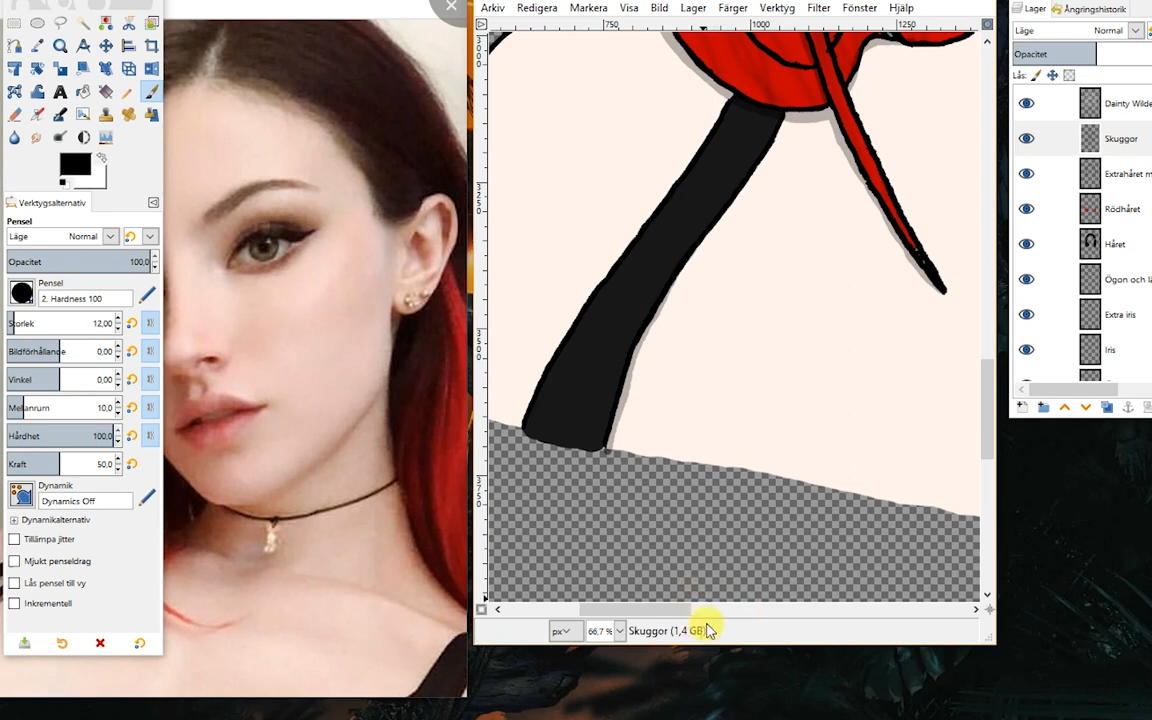 Arkiv Redigera Markera Visa Bild Lager Färger Verktyg Filter Fönster Hjälp
750 1000 1250
Verktygsalternativ
Pensel
Läge Normal
Opacitet 100,0
Pensel
2. Hardness 100
Storlek 12,00
Bildförhållande 0,00
Vinkel 0,00
Mellanrum 10,0
Hårdhet 100,0
Kraft 50,0
Dynamik
Dynamics Off
Dynamikalternativ
Tillämpa jitter
Mjukt penseldrag
Lås pensel till vy
Inkrementell
px 66,7 % Skuggor (1,4 GB)
Lager Ångringshistorik
Läge Normal
Opacitet
Lås:
Dainty Wilde
Skuggor
Extrahåret m
Rödhåret
Håret
Ögon och lä
Extra iris
Iris